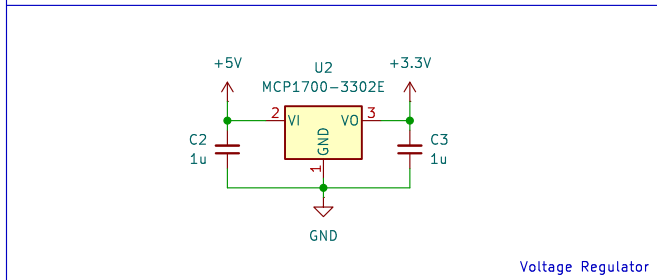 +5V
U2
+3.3V
MCP1700-3302E
2
VI
VO
3
GND
1
C2
1u
C3
1u
GND
Voltage Regulator